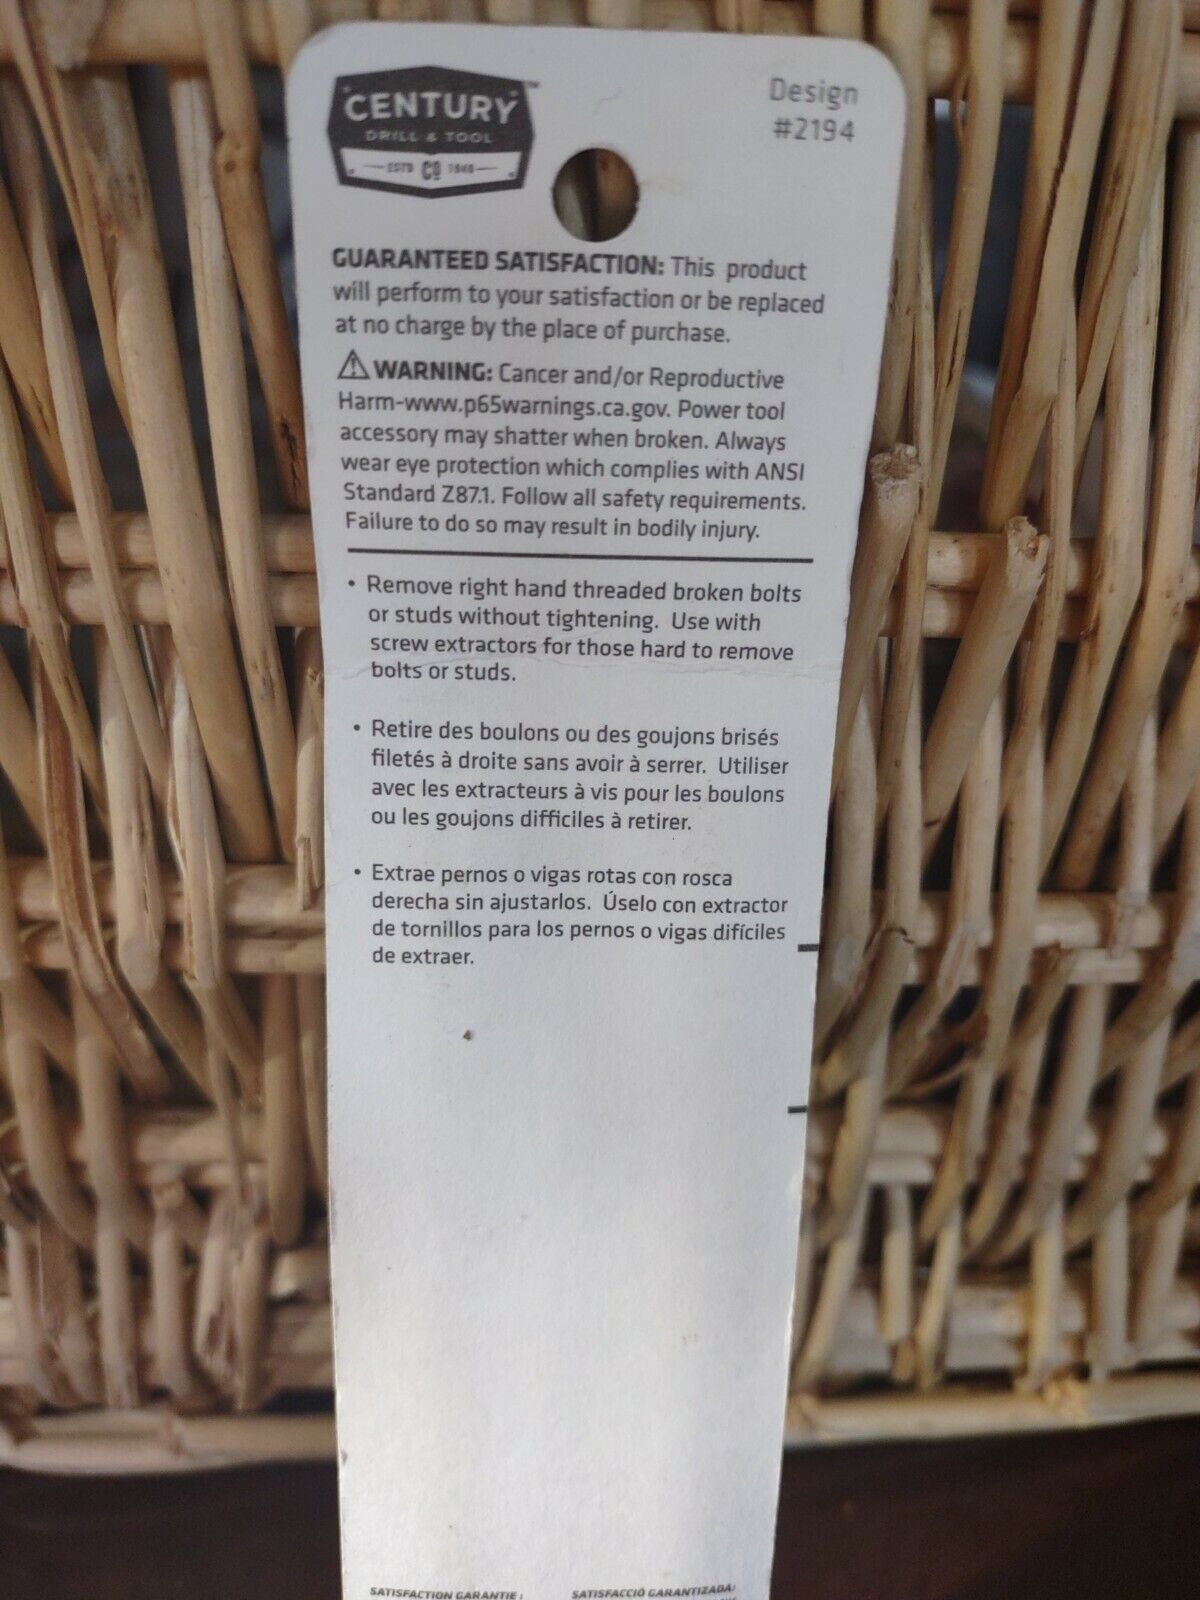 CENTURY™
DRILL & TOOL
ESTD CO 1946
Design
#2194
GUARANTEED SATISFACTION: This product
will perform to your satisfaction or be replaced
at no charge by the place of purchase.
⚠ WARNING: Cancer and/or Reproductive
Harm-www.p65warnings.ca.gov. Power tool
accessory may shatter when broken. Always
wear eye protection which complies with ANSI
Standard Z87.1. Follow all safety requirements.
Failure to do so may result in bodily injury.
• Remove right hand threaded broken bolts
or studs without tightening. Use with
screw extractors for those hard to remove
bolts or studs.
• Retire des boulons ou des goujons brisés
filetés à droite sans avoir à serrer. Utiliser
avec les extracteurs à vis pour les boulons
ou les goujons difficiles à retirer.
• Extrae pernos o vigas rotas con rosca
derecha sin ajustarlos. Úselo con extractor
de tornillos para los pernos o vigas difíciles
de extraer.
SATISFACTION GARANTIE :
SATISFACCIÓ GARANTIZADA: